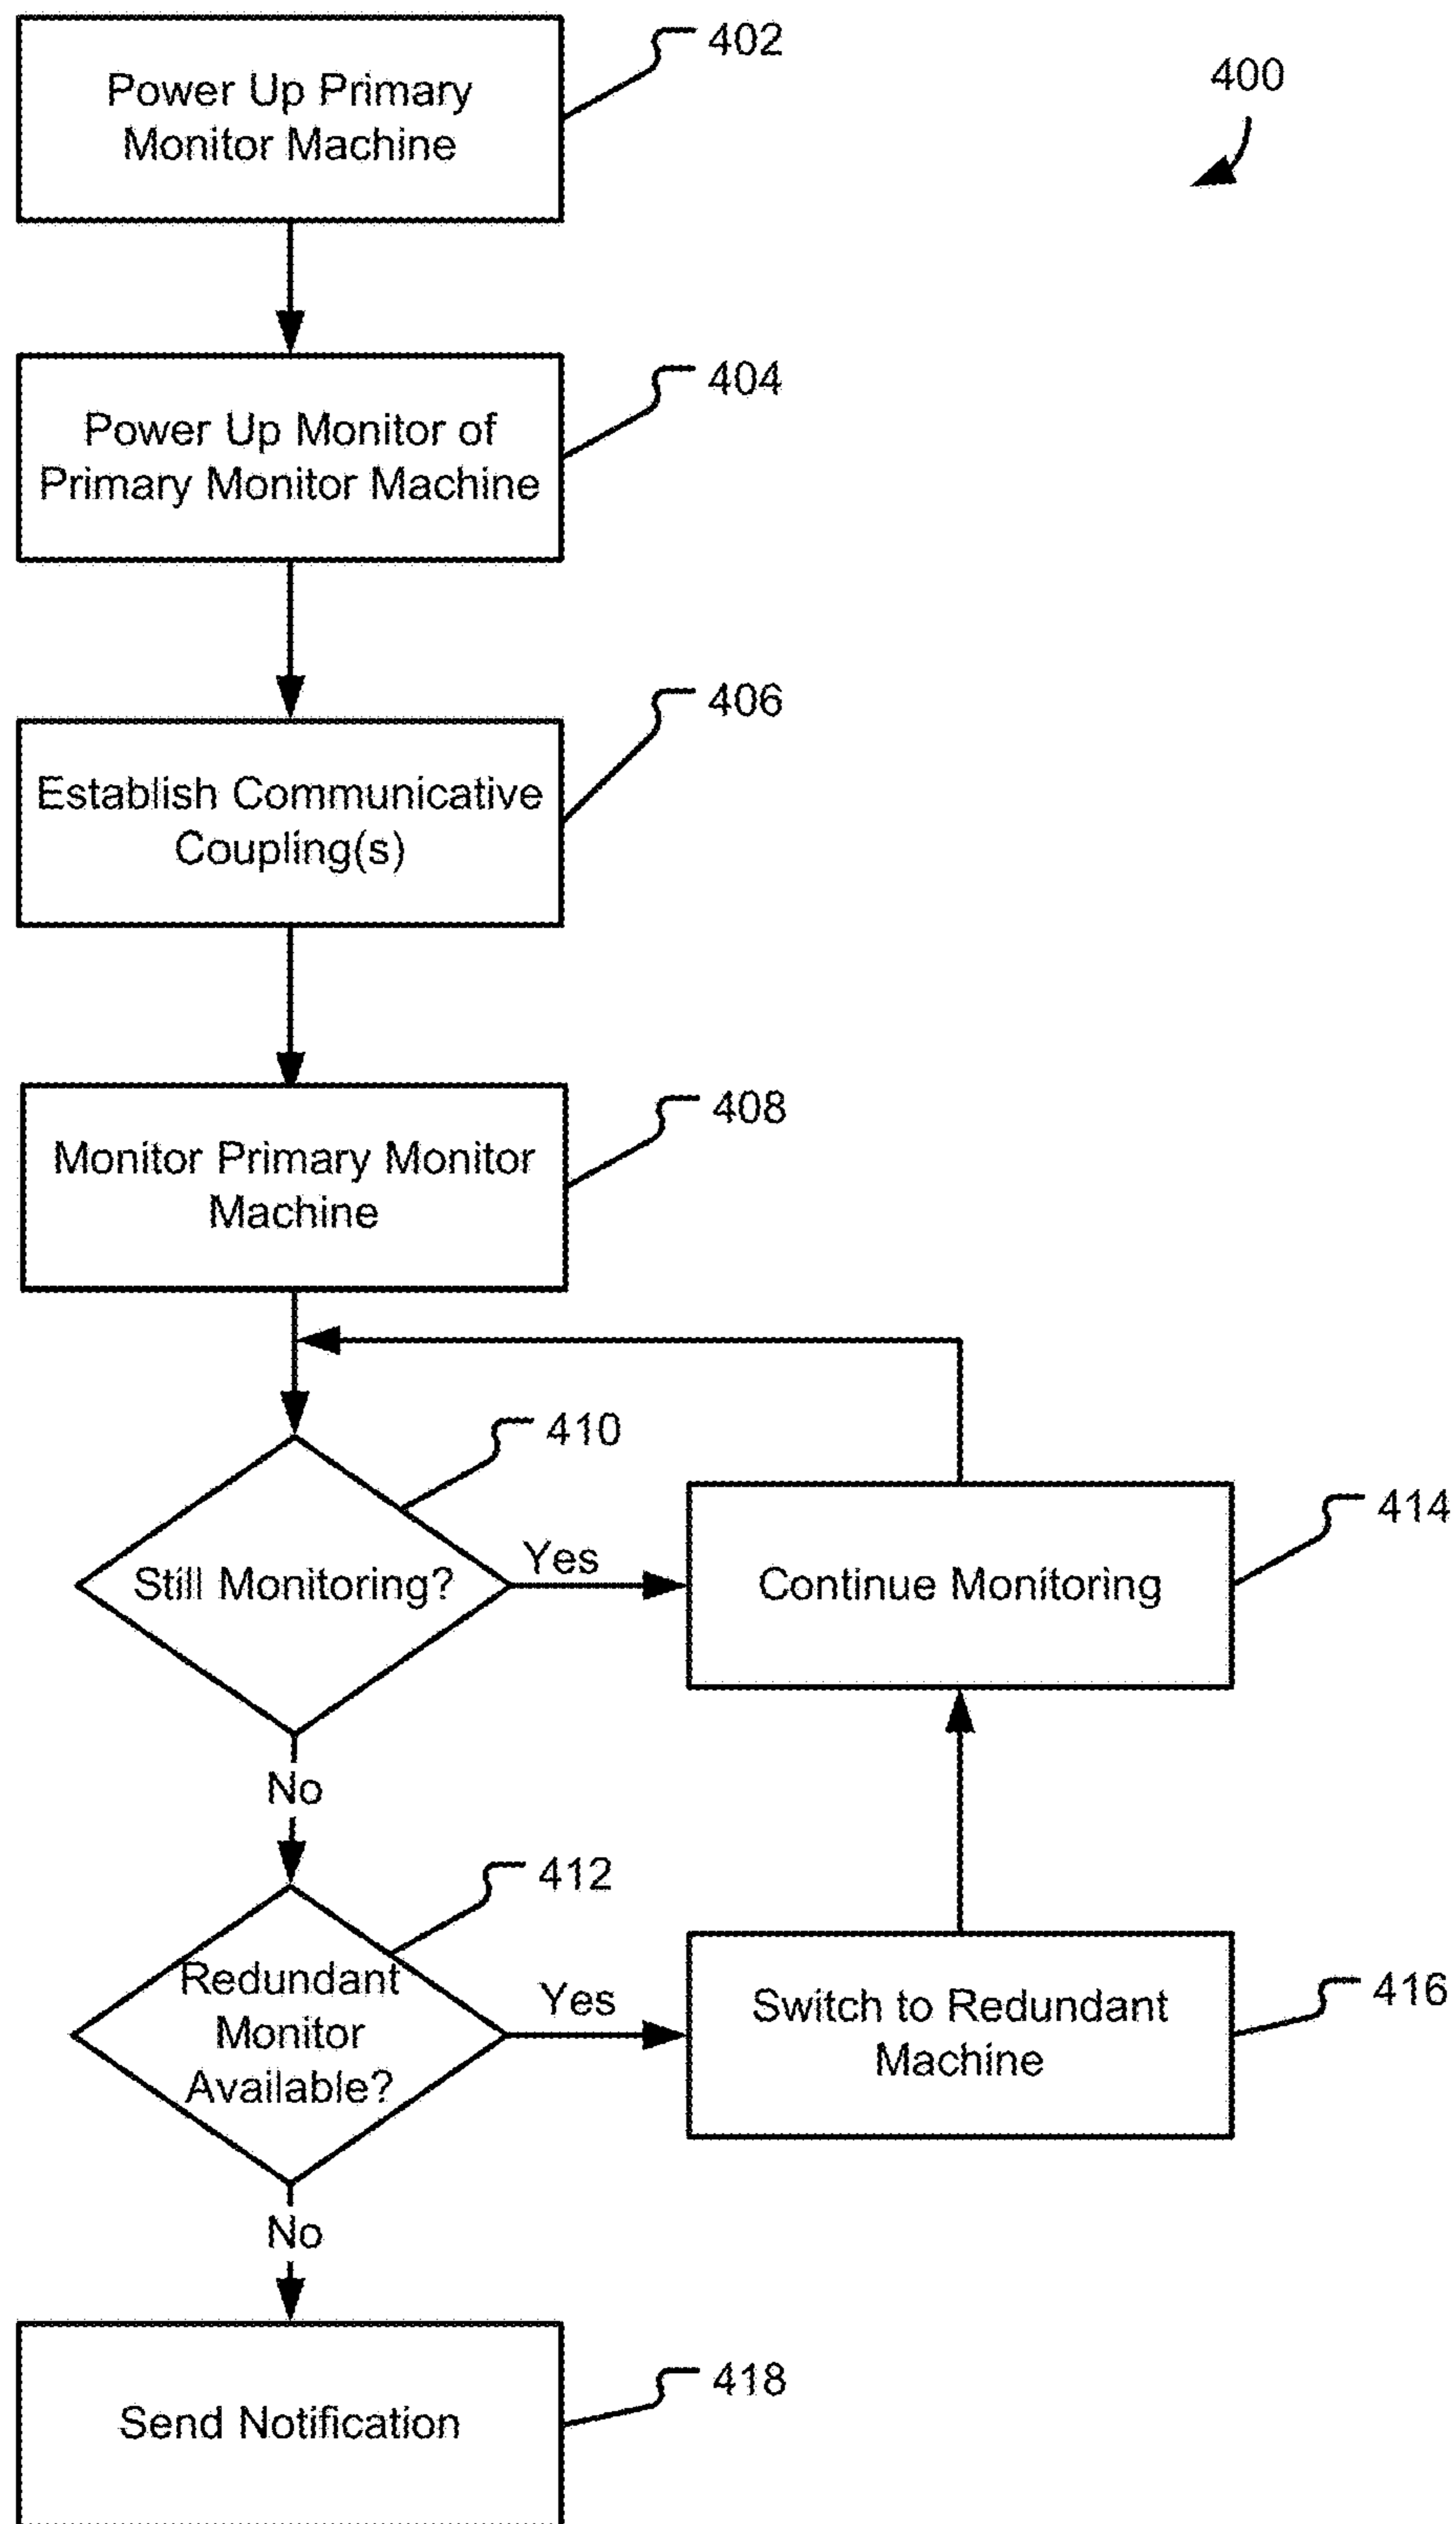 402
400
Power Up Primary
Monitor Machine
404
Power Up Monitor of
Primary Monitor Machine
406
Establish Communicative
Coupling(s)
408
Monitor Primary Monitor
Machine
410
414
Still Monitoring?
Yes
Continue Monitoring
No
412
Redundant
Monitor
Available?
Yes
Switch to Redundant
Machine
416
No
418
Send Notification